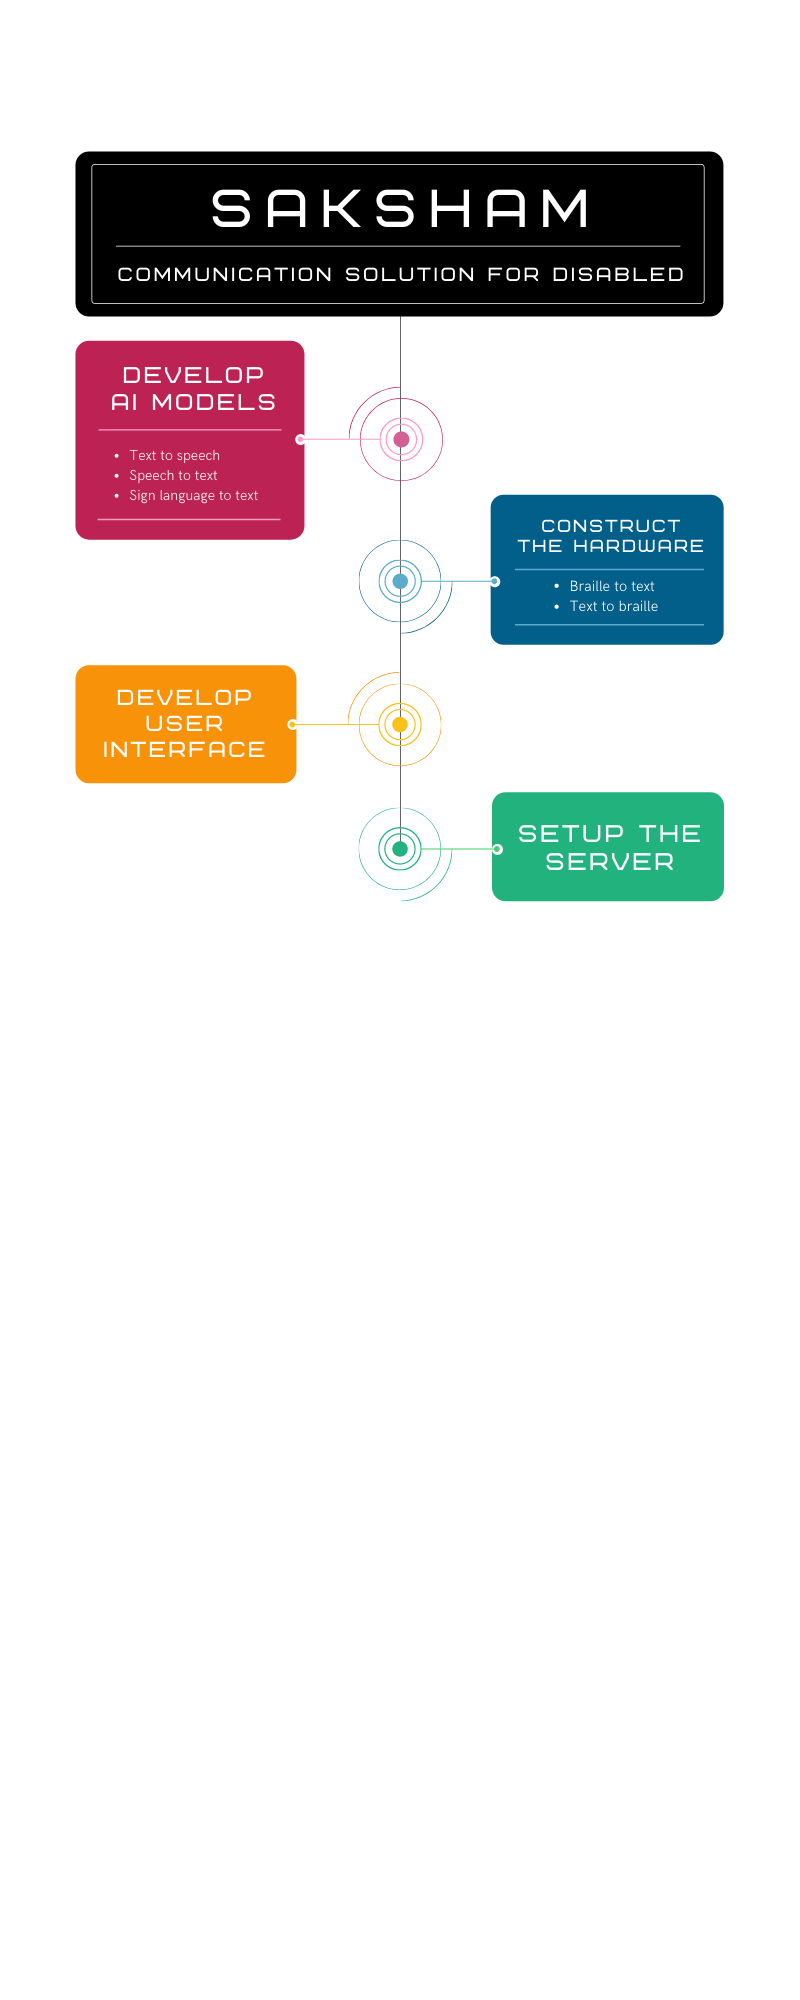 SAKSHAM
COMMUNICATION SOLUTION FOR DISABLED
DEVELOP
AI MODELS
• Text to speech
• Speech to text
• Sign language to text
CONSTRUCT
THE HARDWARE
• Braille to text
• Text to braille
DEVELOP
USER
INTERFACE
SETUP THE
SERVER